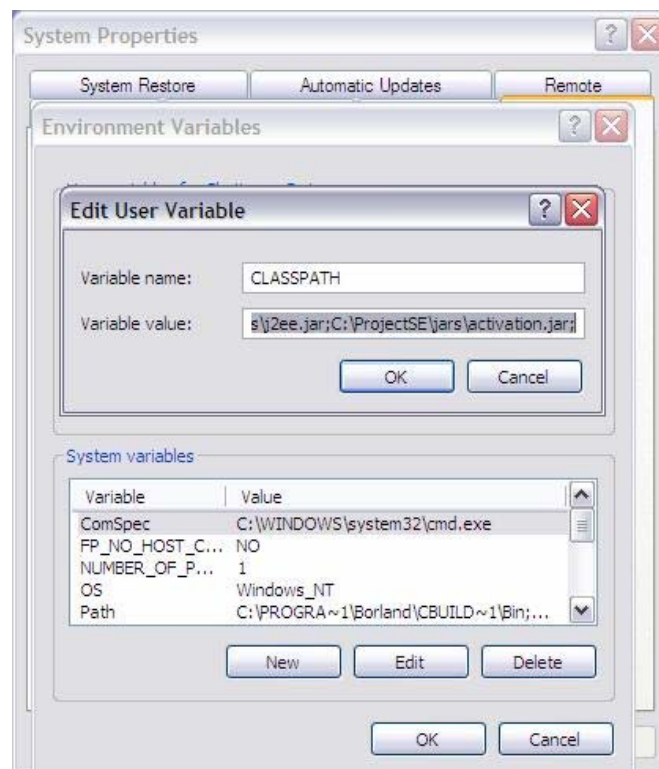 System Properties
System Restore Automatic Updates Remote
Environment Variables
Edit User Variable
Variable name: CLASSPATH
Variable value: s\j2ee.jar;C:\ProjectSE\jars\activation.jar;
OK Cancel
System variables
Variable Value
ComSpec C:\WINDOWS\system32\cmd.exe
FP_NO_HOST_C... NO
NUMBER_OF_P... 1
OS Windows_NT
Path C:\PROGRA~1\Borland\CBUILD~1\Bin;...
New Edit Delete
OK Cancel